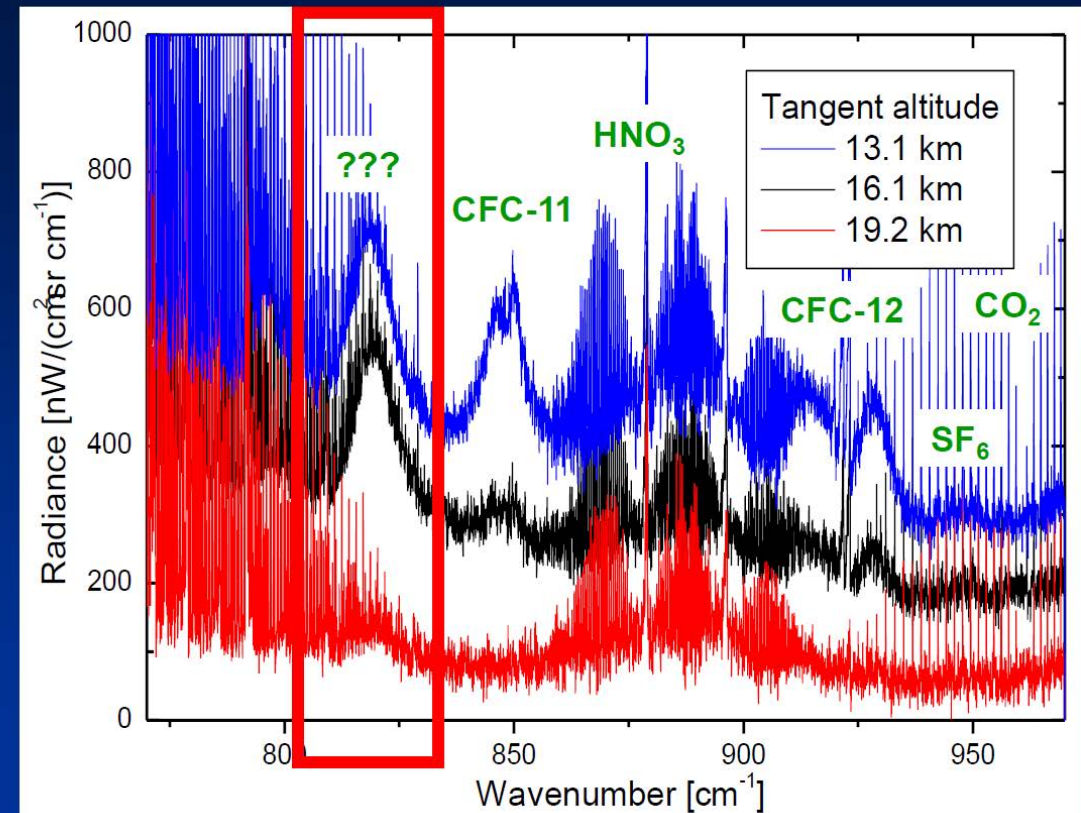 1000
800
600
400
200
0
Radiance [nW/(cm² sr cm⁻¹)]
???
CFC-11
HNO₃
CFC-12
CO₂
SF₆
Tangent altitude
13.1 km
16.1 km
19.2 km
800
850
900
950
Wavenumber [cm⁻¹]